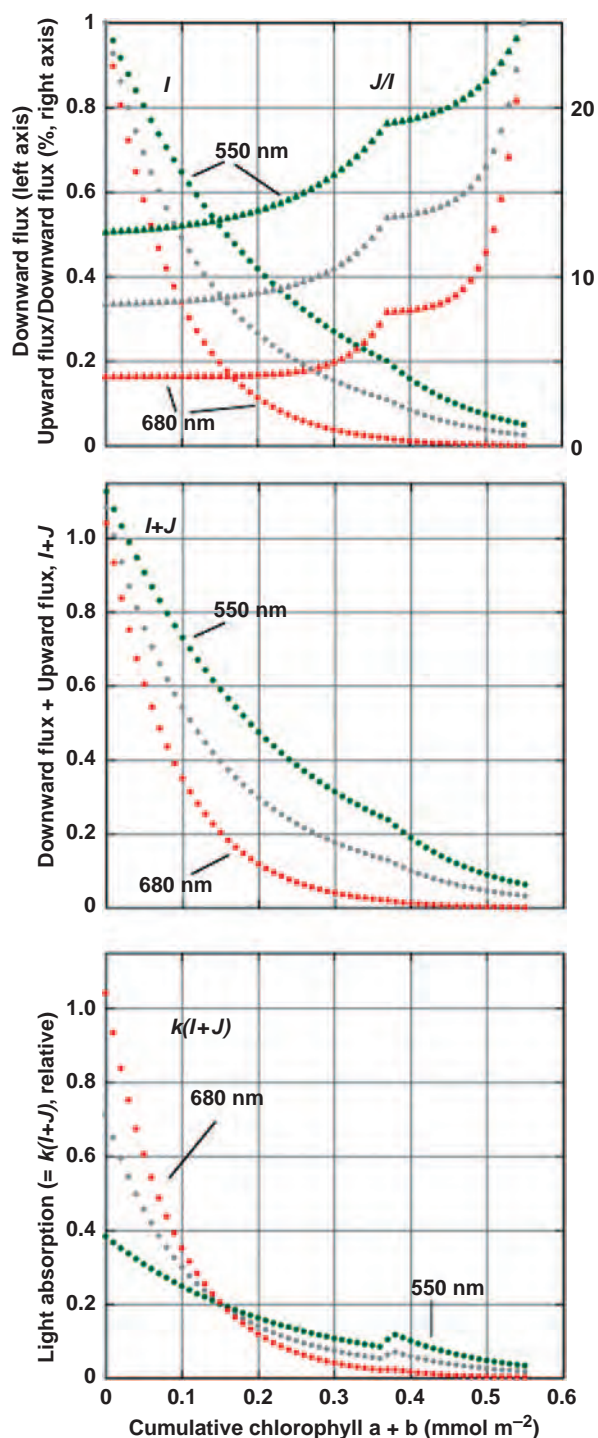 Downward flux (left axis)
Upward flux/Downward flux (%, right axis)
1
0.8
0.6
0.4
0.2
0
20
10
0
I
J/I
550 nm
680 nm
Downward flux + Upward flux, I+J
1.0
0.8
0.6
0.4
0.2
0
I+J
550 nm
680 nm
Light absorption (= k(I+J), relative)
1.0
0.8
0.6
0.4
0.2
0
k(I+J)
680 nm
550 nm
0 0.1 0.2 0.3 0.4 0.5 0.6
Cumulative chlorophyll a + b (mmol m–2)